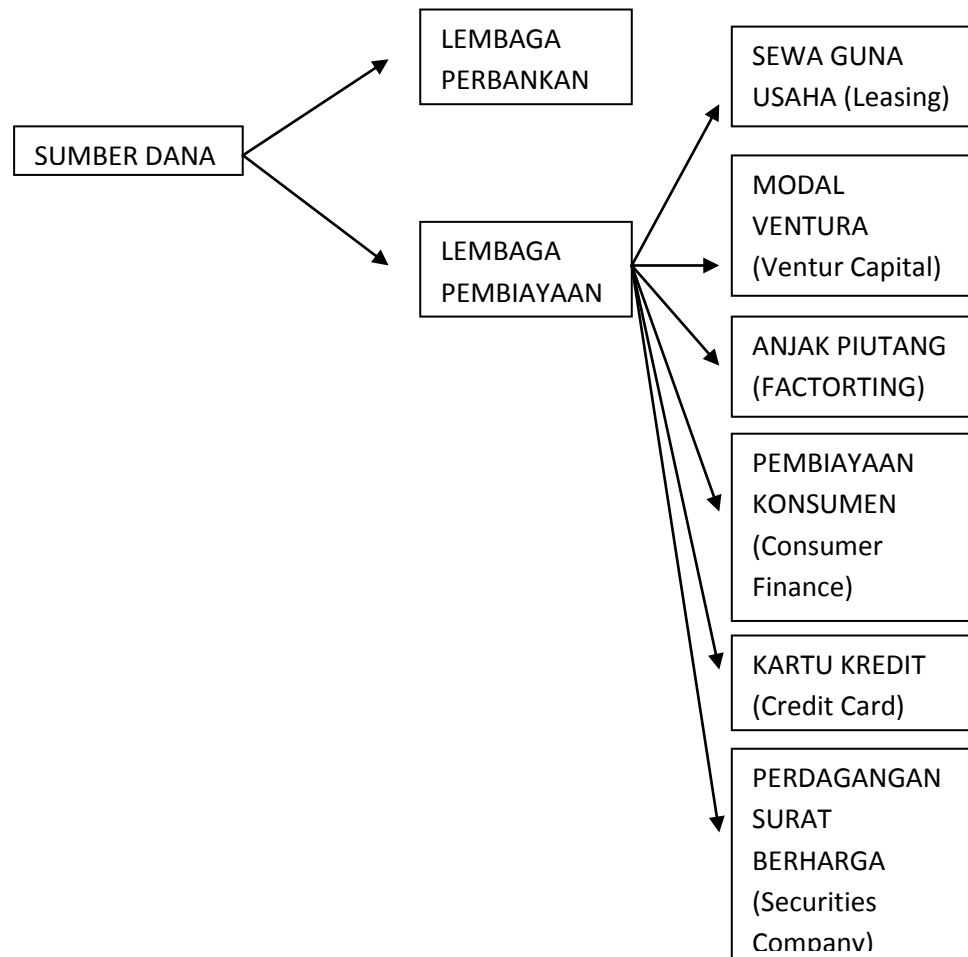 SUMBER DANA
LEMBAGA
PERBANKAN
LEMBAGA
PEMBIAYAAN
SEWA GUNA
USAHA (Leasing)
MODAL
VENTURA
(Ventur Capital)
ANJAK PIUTANG
(FACTORTING)
PEMBIAYAAN
KONSUMEN
(Consumer
Finance)
KARTU KREDIT
(Credit Card)
PERDAGANGAN
SURAT
BERHARGA
(Securities
Company)